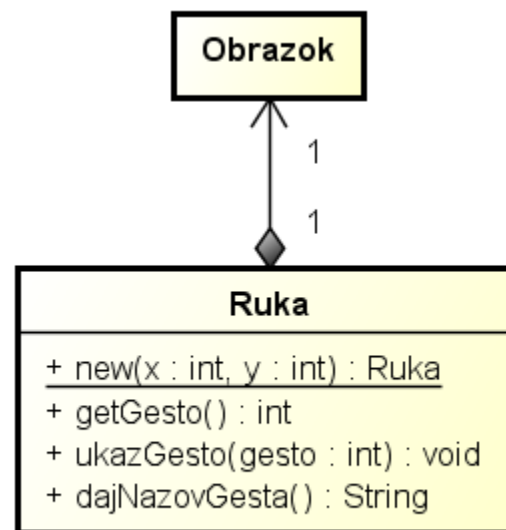 Obrazok
1
1
Ruka
+ new(x : int, y : int) : Ruka
+ getGesto() : int
+ ukazGesto(gesto : int) : void
+ dajNazovGesta() : String